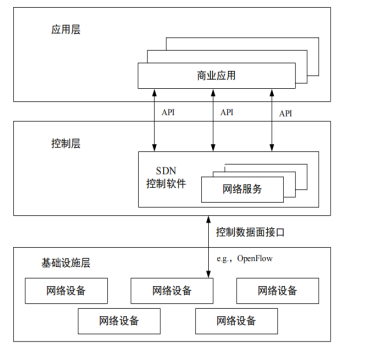 应用层
商业应用
API API API
控制层
SDN
控制软件
网络服务
控制数据面接口
e.g.，OpenFlow
基础设施层
网络设备 网络设备 网络设备
网络设备 网络设备